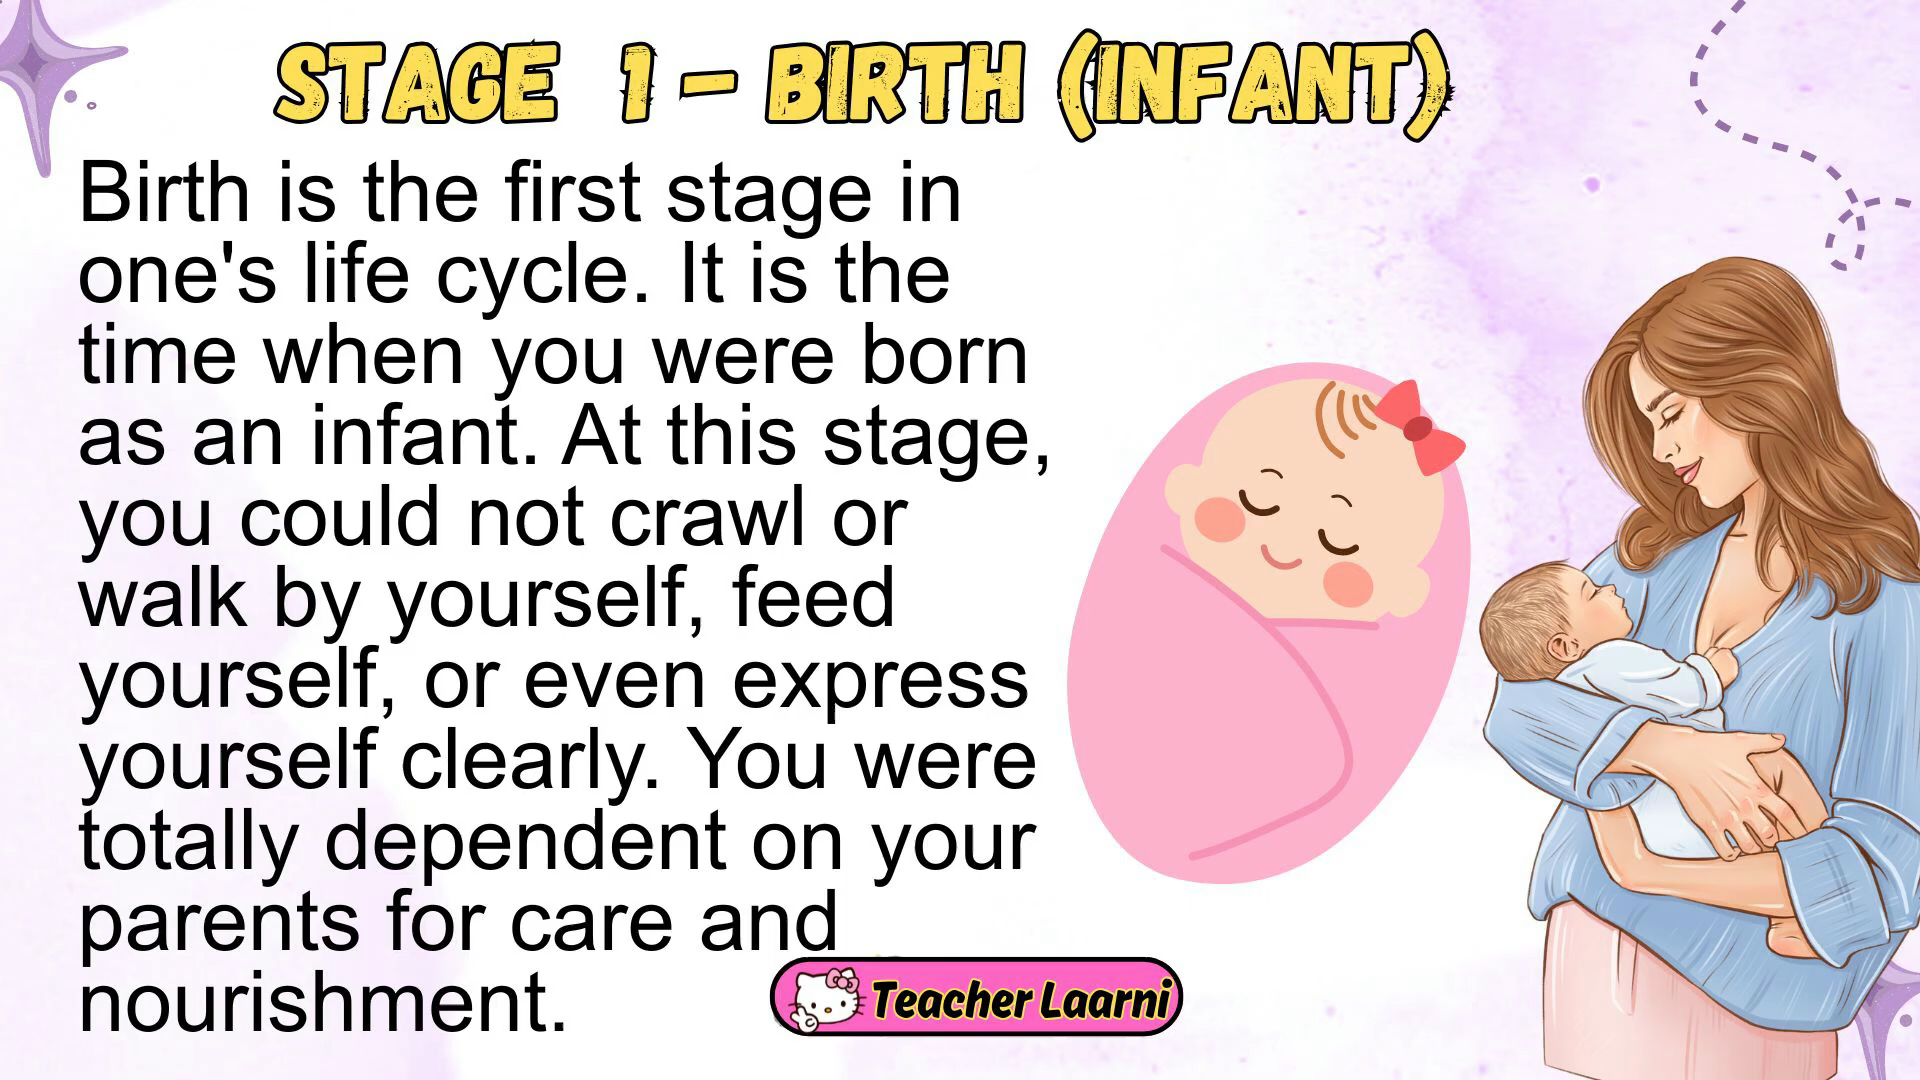 STAGE 1 - BIRTH (INFANT)
Birth is the first stage in
one's life cycle. It is the
time when you were born
as an infant. At this stage,
you could not crawl or
walk by yourself, feed
yourself, or even express
yourself clearly. You were
totally dependent on your
parents for care and
nourishment.
Teacher Laarni